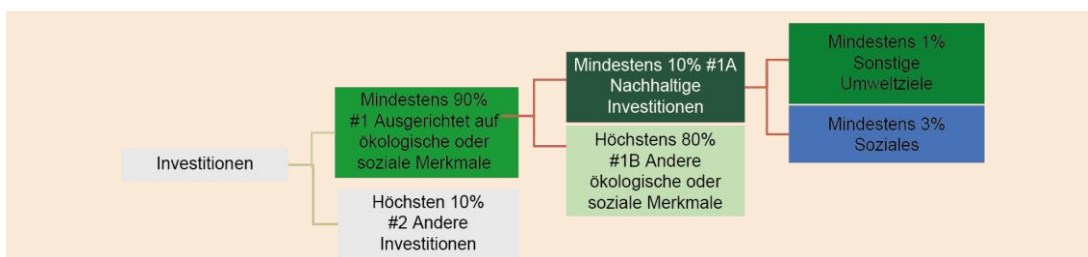 Investitionen
Mindestens 90%
#1 Ausgerichtet auf
ökologische oder
soziale Merkmale
Höchsten 10%
#2 Andere
Investitionen
Mindestens 10% #1A
Nachhaltige
Investitionen
Höchstens 80%
#1B Andere
ökologische oder
soziale Merkmale
Mindestens 1%
Sonstige
Umweltziele
Mindestens 3%
Soziales